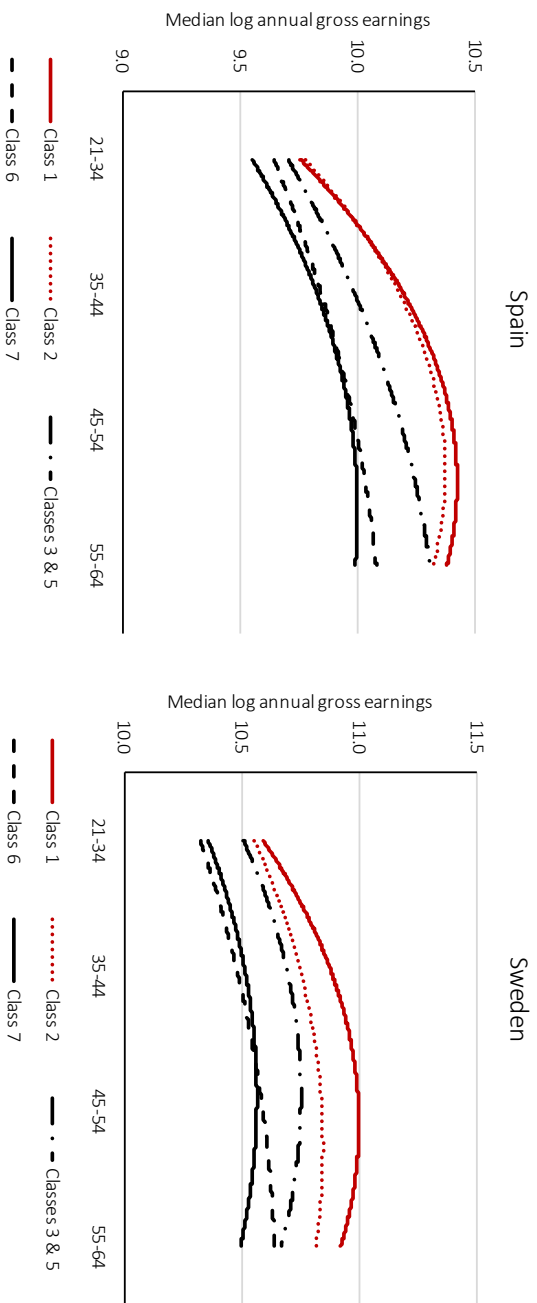 Spain
Median log annual gross earnings
10.5
10.0
9.5
9.0
21-34 35-44 45-54 55-64
Class 1 Class 2 Classes 3 & 5
Class 6 Class 7
Sweden
Median log annual gross earnings
11.5
11.0
10.5
10.0
21-34 35-44 45-54 55-64
Class 1 Class 2 Classes 3 & 5
Class 6 Class 7